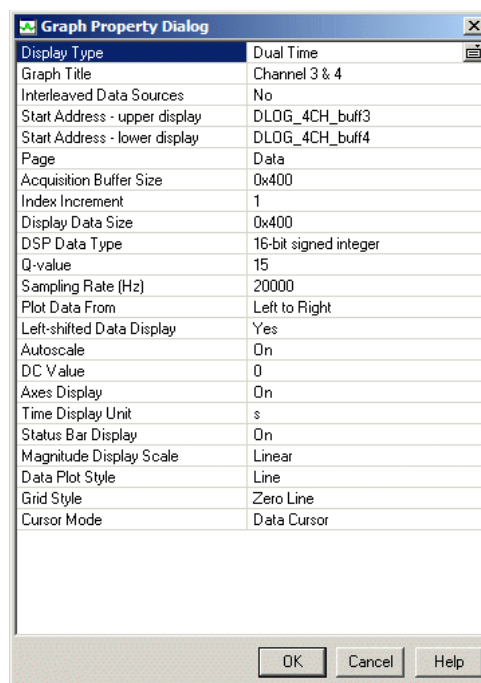 Graph Property Dialog
Display Type Dual Time
Graph Title Channel 3 & 4
Interleaved Data Sources No
Start Address - upper display DLOG_4CH_buff3
Start Address - lower display DLOG_4CH_buff4
Page Data
Acquisition Buffer Size 0x400
Index Increment 1
Display Data Size 0x400
DSP Data Type 16-bit signed integer
Q-value 15
Sampling Rate (Hz) 20000
Plot Data From Left to Right
Left-shifted Data Display Yes
Autoscale On
DC Value 0
Axes Display On
Time Display Unit s
Status Bar Display On
Magnitude Display Scale Linear
Data Plot Style Line
Grid Style Zero Line
Cursor Mode Data Cursor
OK Cancel Help